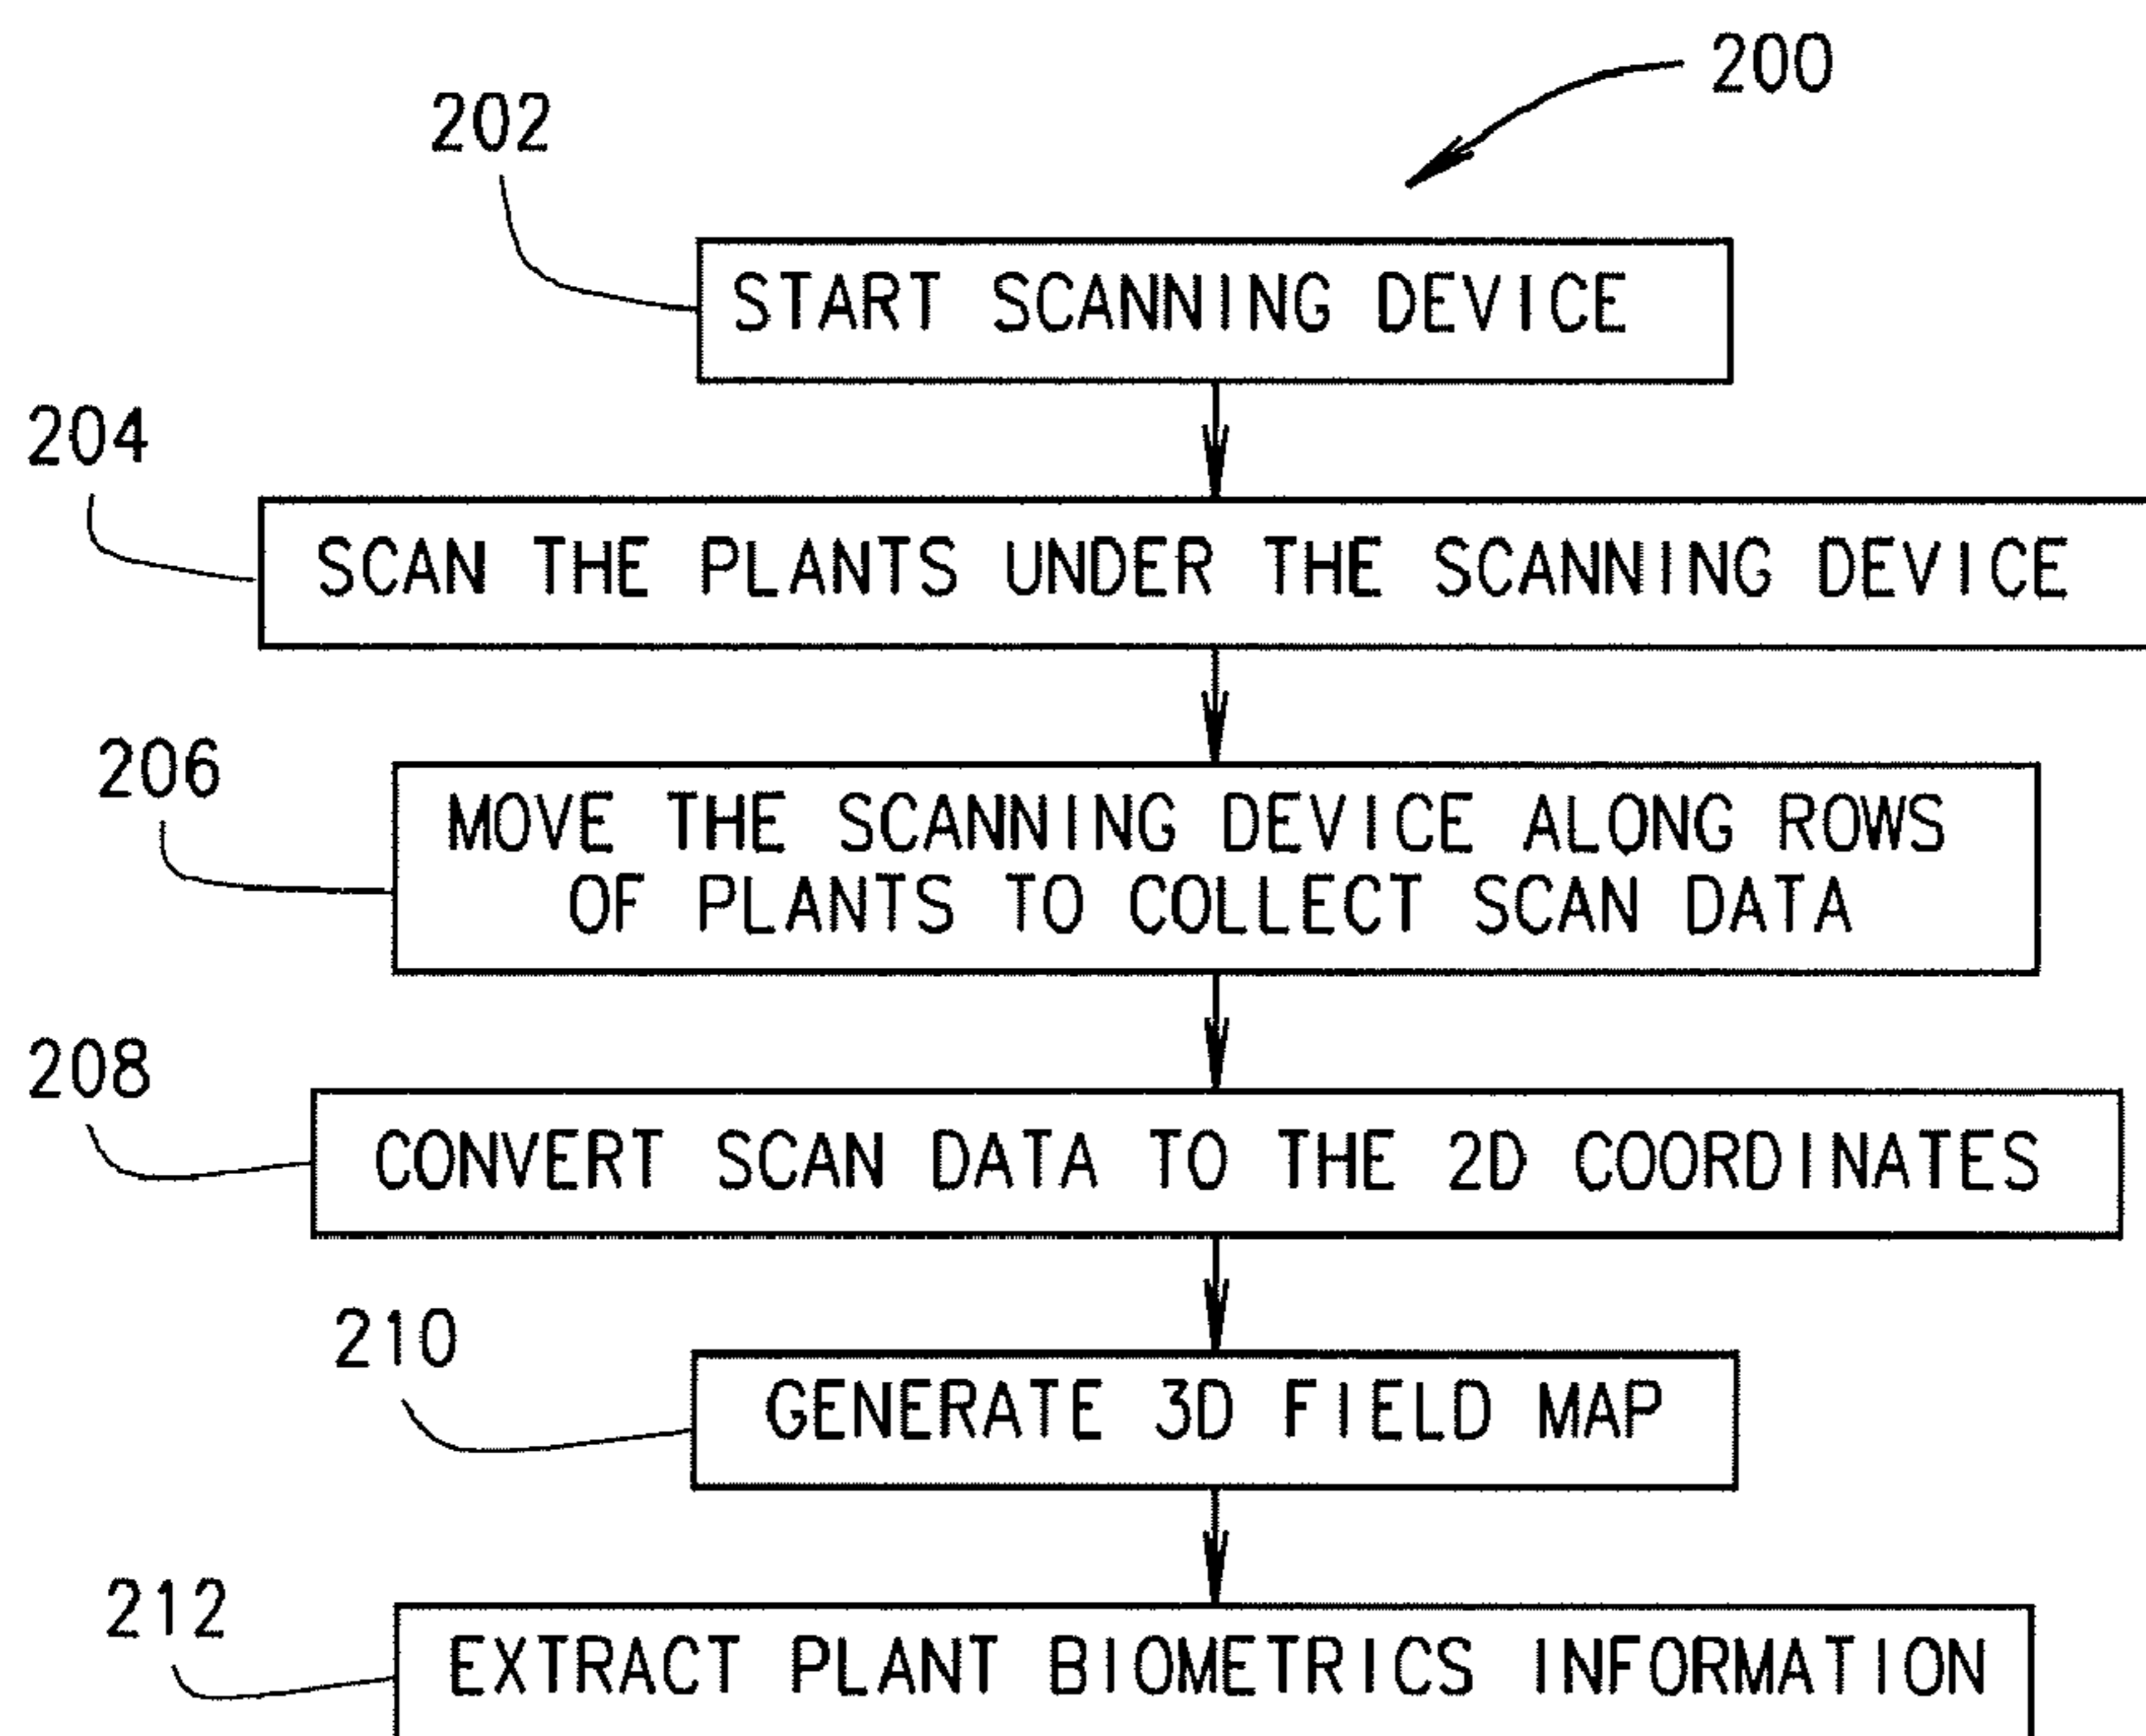 200
202
START SCANNING DEVICE
204
SCAN THE PLANTS UNDER THE SCANNING DEVICE
206
MOVE THE SCANNING DEVICE ALONG ROWS
OF PLANTS TO COLLECT SCAN DATA
208
CONVERT SCAN DATA TO THE 2D COORDINATES
210
GENERATE 3D FIELD MAP
212
EXTRACT PLANT BIOMETRICS INFORMATION